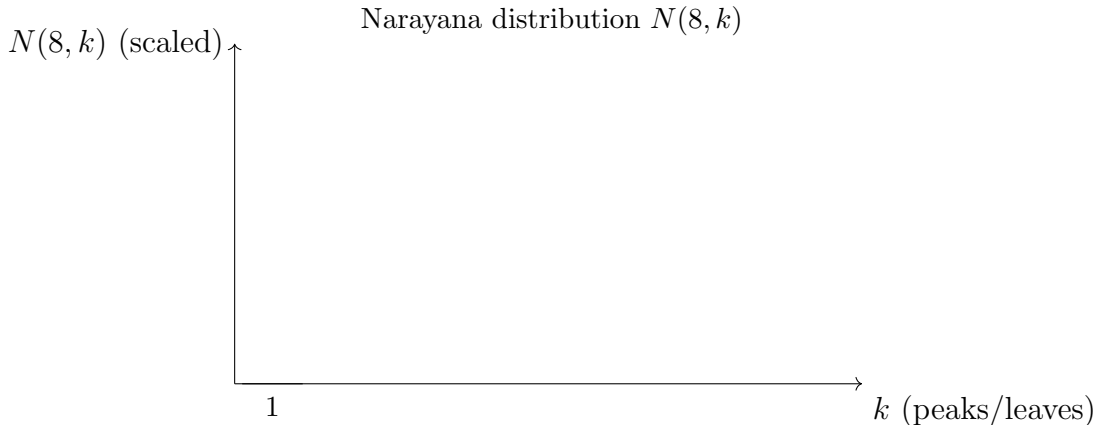 Narayana distribution $N(8, k)$
$N(8, k)$ (scaled)
1
$k$ (peaks/leaves)